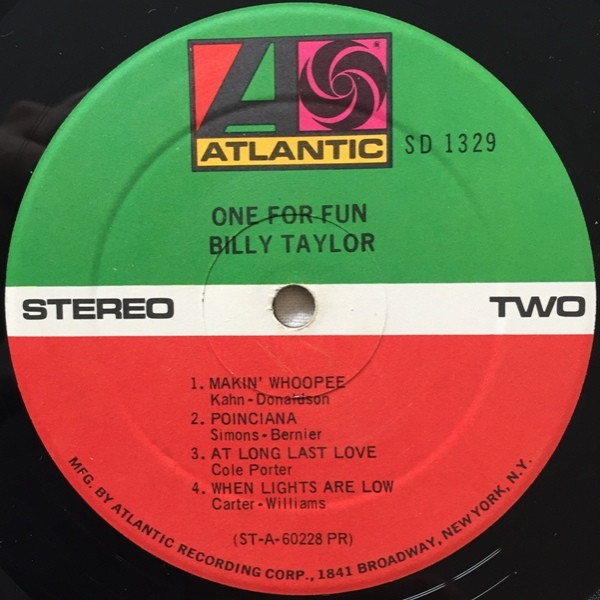 ATLANTIC
SD 1329
ONE FOR FUN
BILLY TAYLOR
STEREO
TWO
1. MAKIN' WHOOPEE
Kahn-Donaldson
2. POINCIANA
Simons-Bernier
3. AT LONG LAST LOVE
Cole Porter
4. WHEN LIGHTS ARE LOW
Carter-Williams
(ST-A-60228 PR)
MFG. BY ATLANTIC RECORDING CORP., 1841 BROADWAY, NEW YORK, N.Y.